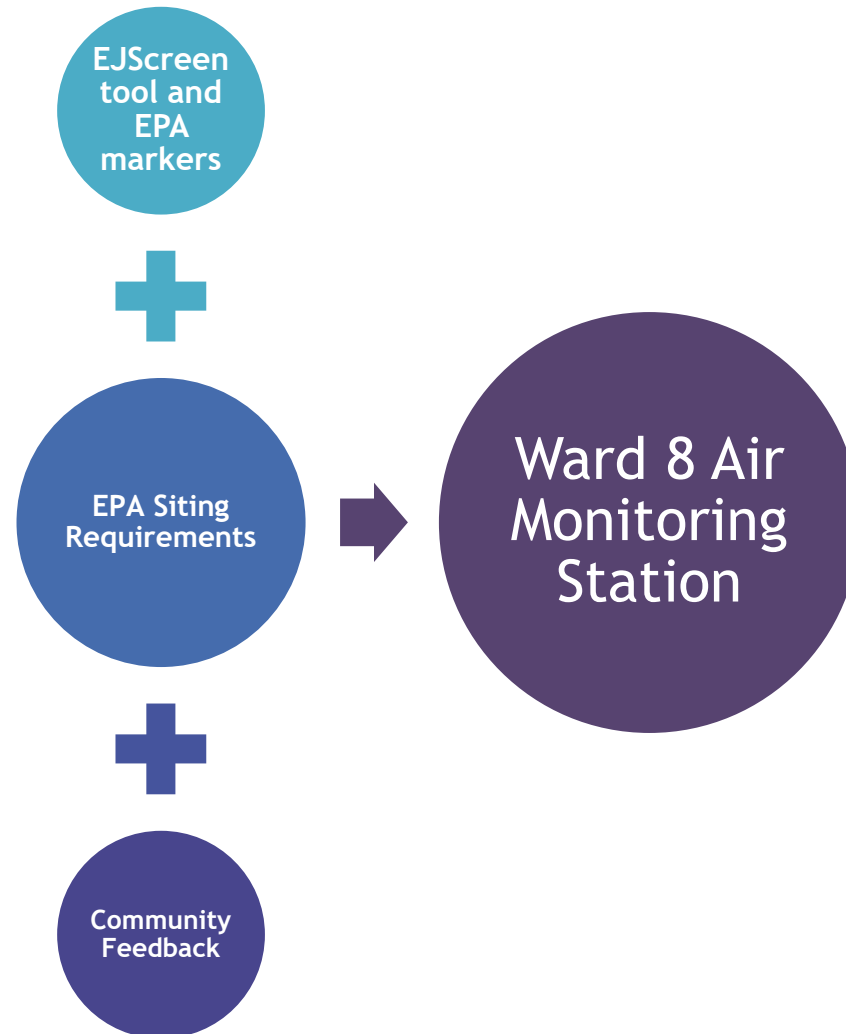 EJScreen
tool and
EPA
markers
EPA Siting
Requirements
Community
Feedback
Ward 8 Air
Monitoring
Station